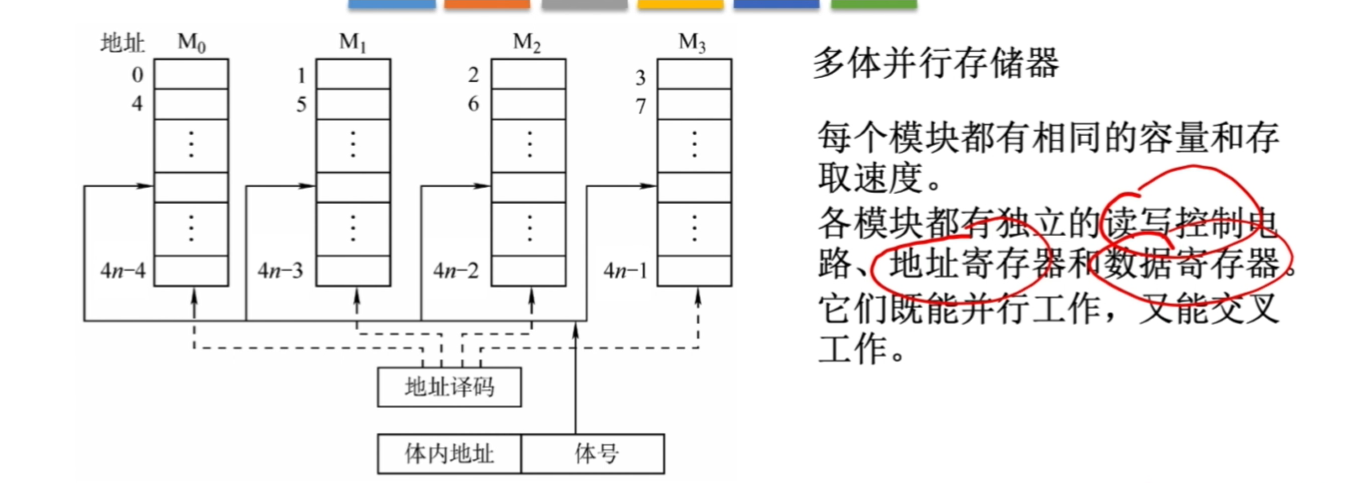 地址 M₀ M₁ M₂ M₃
0 1 2 3
4 5 6 7
⋮ ⋮ ⋮ ⋮
⋮ ⋮ ⋮ ⋮
4n−4 4n−3 4n−2 4n−1
地址译码
体内地址 体号
多体并行存储器
每个模块都有相同的容量和存
取速度。
各模块都有独立的读写控制电
路、地址寄存器和数据寄存器。
它们既能并行工作，又能交叉
工作。